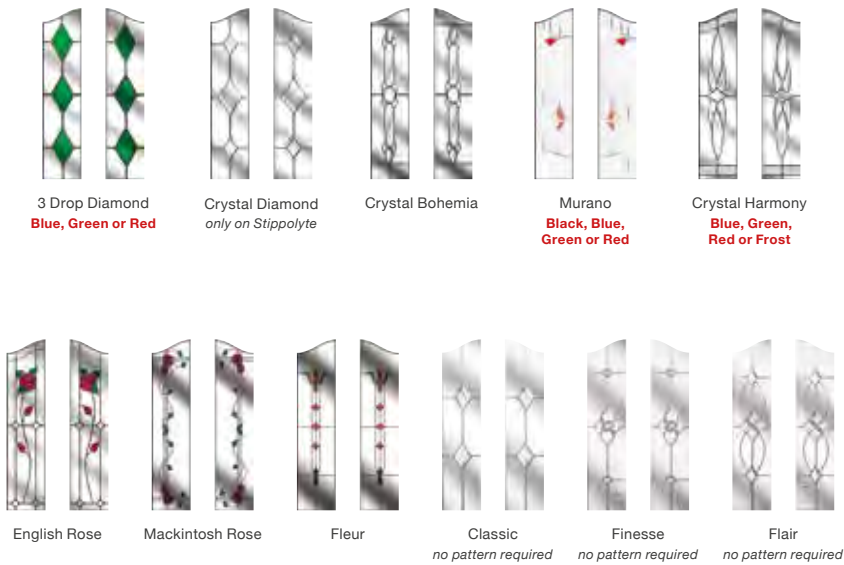 3 Drop Diamond
Blue, Green or Red
Crystal Diamond
only on Stippolyte
Crystal Bohemia
Murano
Black, Blue,
Green or Red
Crystal Harmony
Blue, Green,
Red or Frost
English Rose
Mackintosh Rose
Fleur
Classic
no pattern required
Finesse
no pattern required
Flair
no pattern required